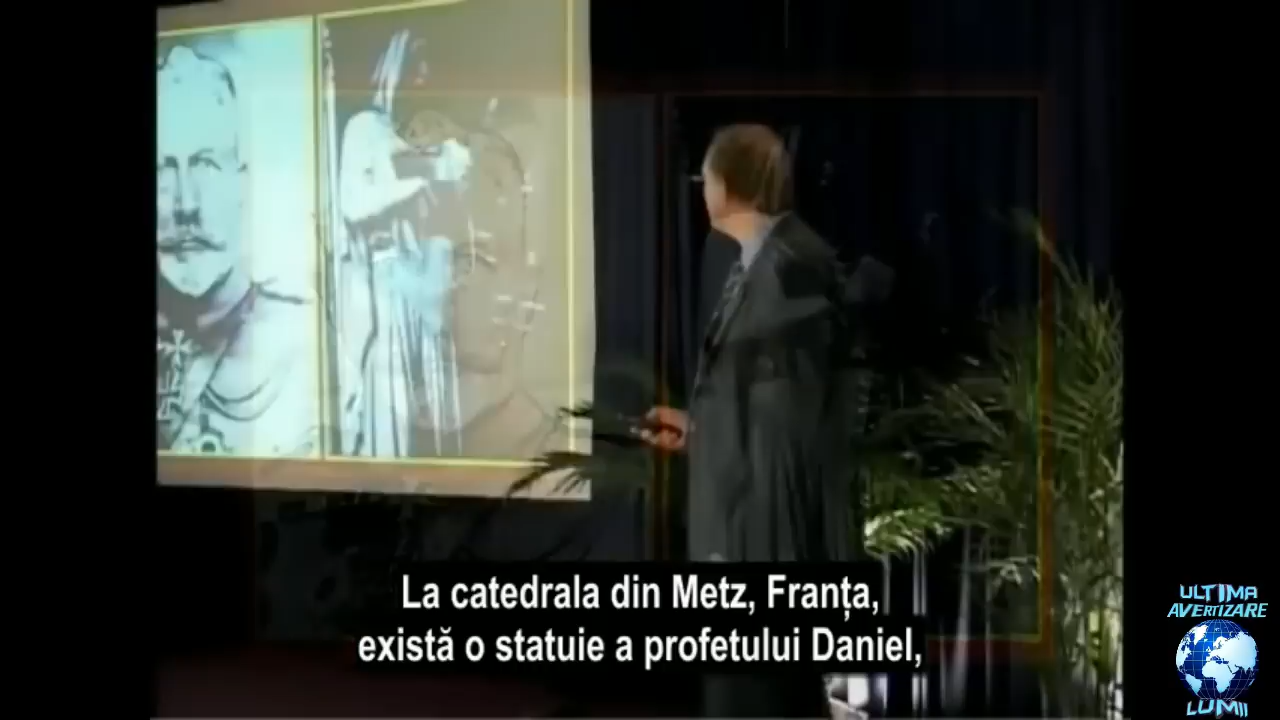 La catedrala din Metz, Franța,
există o statuie a profetului Daniel,
ULTIMA
AVERTIZARE
LUMII